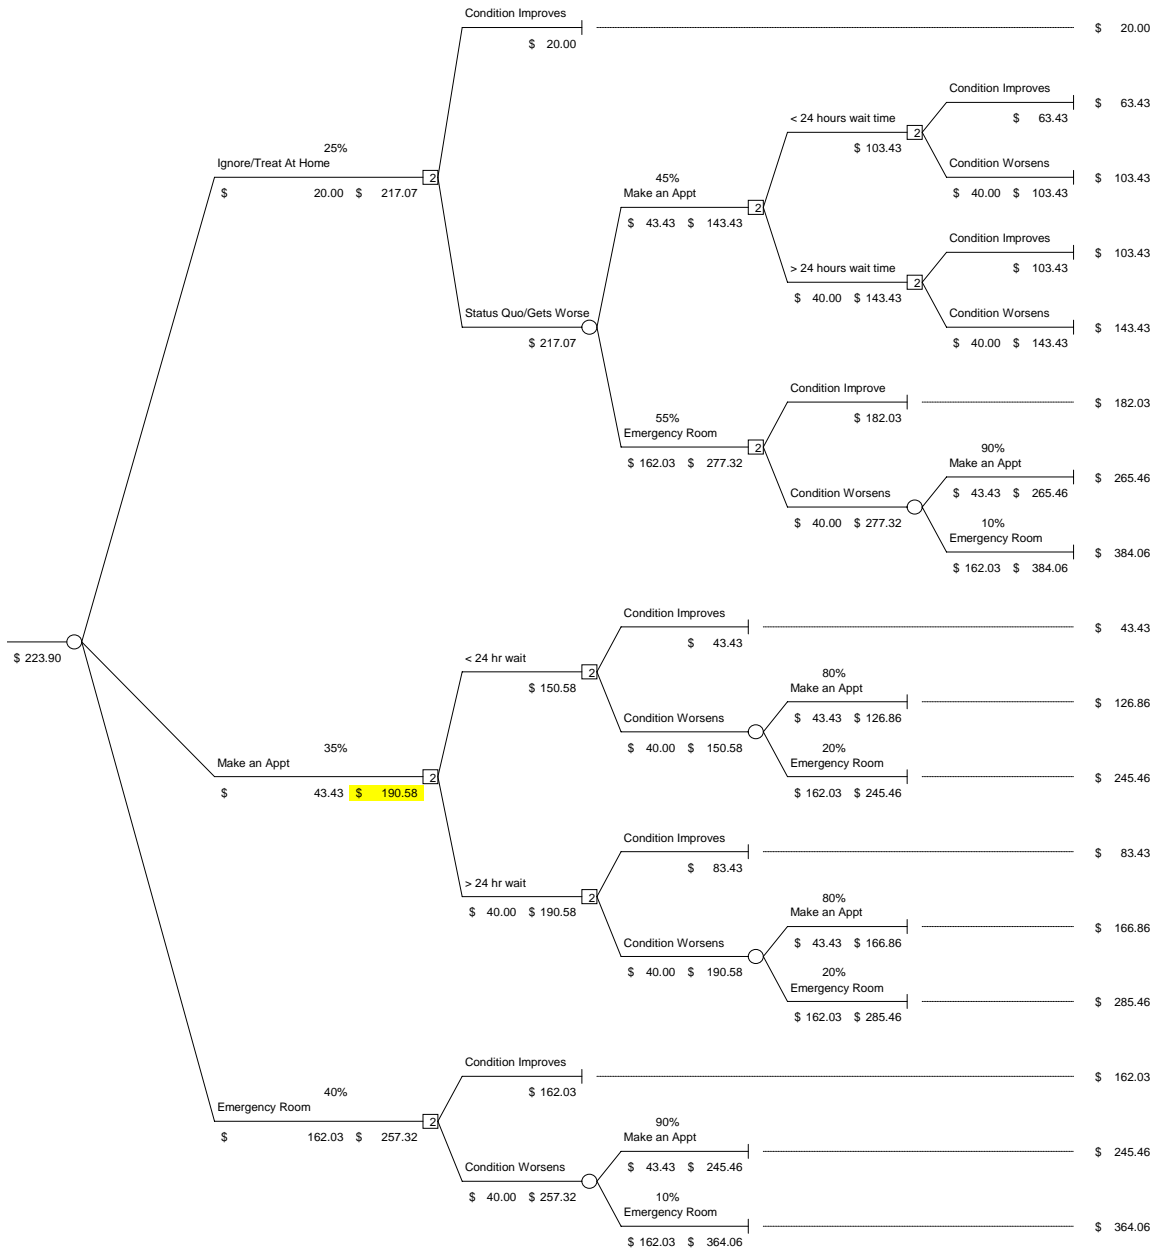 Condition Improves
$ 20.00 $ 20.00
Condition Improves
< 24 hours wait time 2 $ 63.43
25% $ 63.43
Ignore/Treat At Home $ 103.43
45% Condition Worsens
2 Make an Appt $ 103.43
$ 20.00 $ 217.07 2 $ 40.00 $ 103.43
$ 43.43 $ 143.43
Condition Improves
> 24 hours wait time $ 103.43
2 $ 103.43
$ 40.00 $ 143.43
Status Quo/Gets Worse Condition Worsens
$ 143.43
$ 217.07 $ 40.00 $ 143.43
Condition Improve
$ 182.03
55% $ 182.03
Emergency Room
2 90%
$ 162.03 $ 277.32 Make an Appt
$ 265.46
Condition Worsens $ 43.43 $ 265.46
$ 40.00 $ 277.32 10%
Emergency Room
$ 384.06
$ 162.03 $ 384.06
Condition Improves
$ 43.43
$ 223.90 < 24 hr wait $ 43.43
2
$ 150.58 80%
Make an Appt
$ 126.86
Condition Worsens $ 43.43 $ 126.86
35% $ 40.00 $ 150.58 20%
Make an Appt Emergency Room
2 $ 245.46
$ 43.43 $ 190.58 $ 162.03 $ 245.46
Condition Improves
$ 83.43
> 24 hr wait $ 83.43
2
$ 40.00 $ 190.58 80%
Make an Appt
$ 166.86
Condition Worsens $ 43.43 $ 166.86
$ 40.00 $ 190.58 20%
Emergency Room
$ 285.46
$ 162.03 $ 285.46
Condition Improves
$ 162.03
40% $ 162.03
Emergency Room
2 90%
$ 162.03 $ 257.32 Make an Appt
$ 245.46
Condition Worsens $ 43.43 $ 245.46
$ 40.00 $ 257.32 10%
Emergency Room
$ 364.06
$ 162.03 $ 364.06